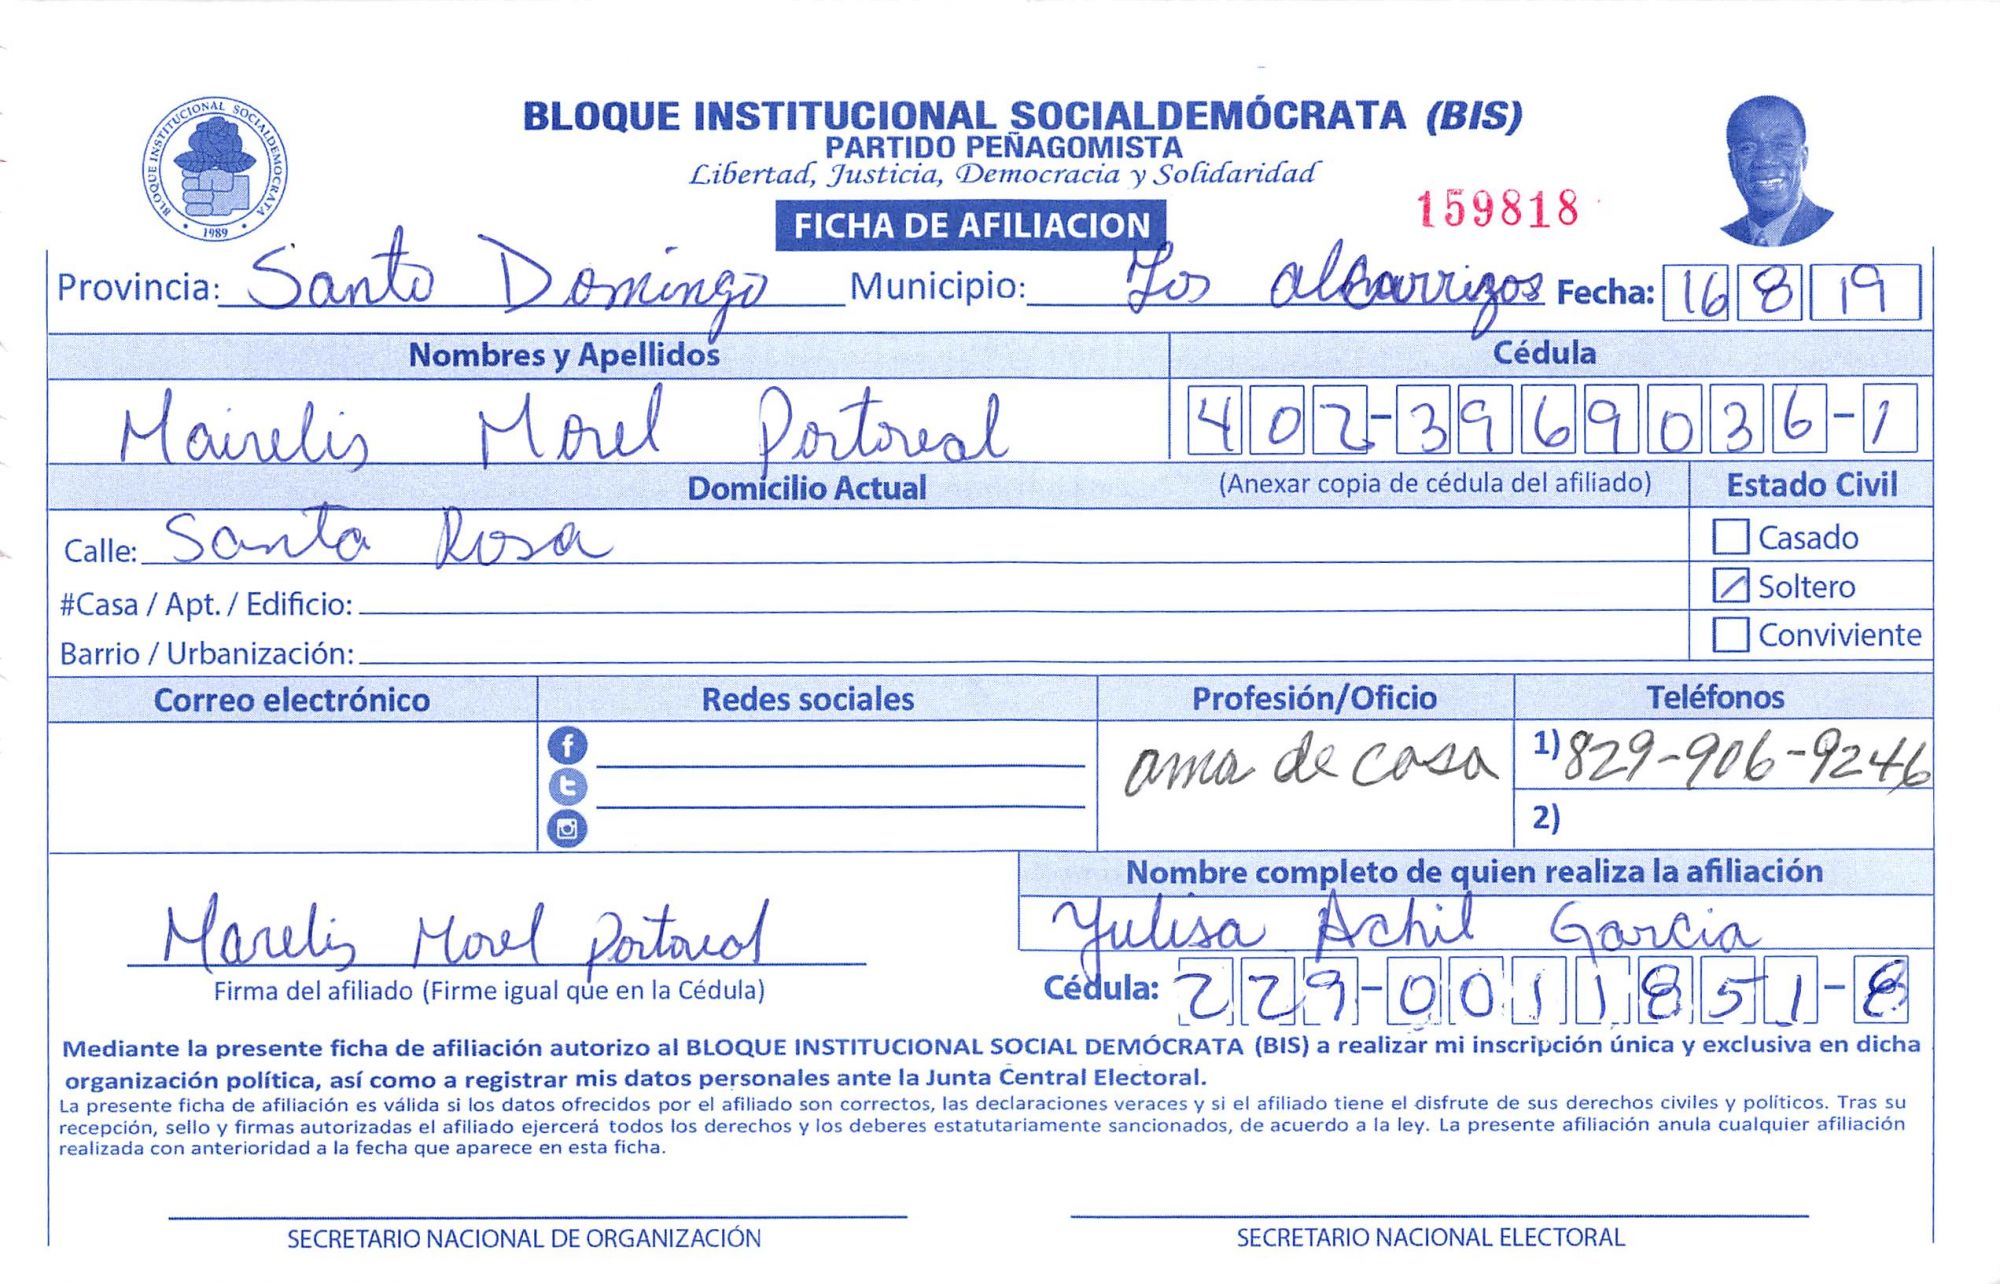 BLOQUE INSTITUCIONAL SOCIALDEMOCRATA
1989
BLOQUE INSTITUCIONAL SOCIALDEMÓCRATA (BIS)
PARTIDO PEÑAGOMISTA
Libertad, Justicia, Democracia y Solidaridad
159818
FICHA DE AFILIACION
Provincia: Santo Domingo Municipio: Los alcarrizos Fecha: 16 8 19
Nombres y Apellidos Cédula
Mairelis Morel Portoreal 402-3969036-1
Domicilio Actual (Anexar copia de cédula del afiliado) Estado Civil
Calle: Santa Rosa Casado
#Casa / Apt. / Edificio: Soltero
Barrio / Urbanización: Conviviente
Correo electrónico Redes sociales Profesión/Oficio Teléfonos
ama de casa 1) 829-906-9246
2)
Nombre completo de quien realiza la afiliación
Marelis Morel Portoreal Yulisa Achil Garcia
Firma del afiliado (Firme igual que en la Cédula) Cédula: 229-0011851-8
Mediante la presente ficha de afiliación autorizo al BLOQUE INSTITUCIONAL SOCIAL DEMÓCRATA (BIS) a realizar mi inscripción única y exclusiva en dicha
organización política, así como a registrar mis datos personales ante la Junta Central Electoral.
La presente ficha de afiliación es válida si los datos ofrecidos por el afiliado son correctos, las declaraciones veraces y si el afiliado tiene el disfrute de sus derechos civiles y políticos. Tras su
recepción, sello y firmas autorizadas el afiliado ejercerá todos los derechos y los deberes estatutariamente sancionados, de acuerdo a la ley. La presente afiliación anula cualquier afiliación
realizada con anterioridad a la fecha que aparece en esta ficha.
SECRETARIO NACIONAL DE ORGANIZACIÓN SECRETARIO NACIONAL ELECTORAL